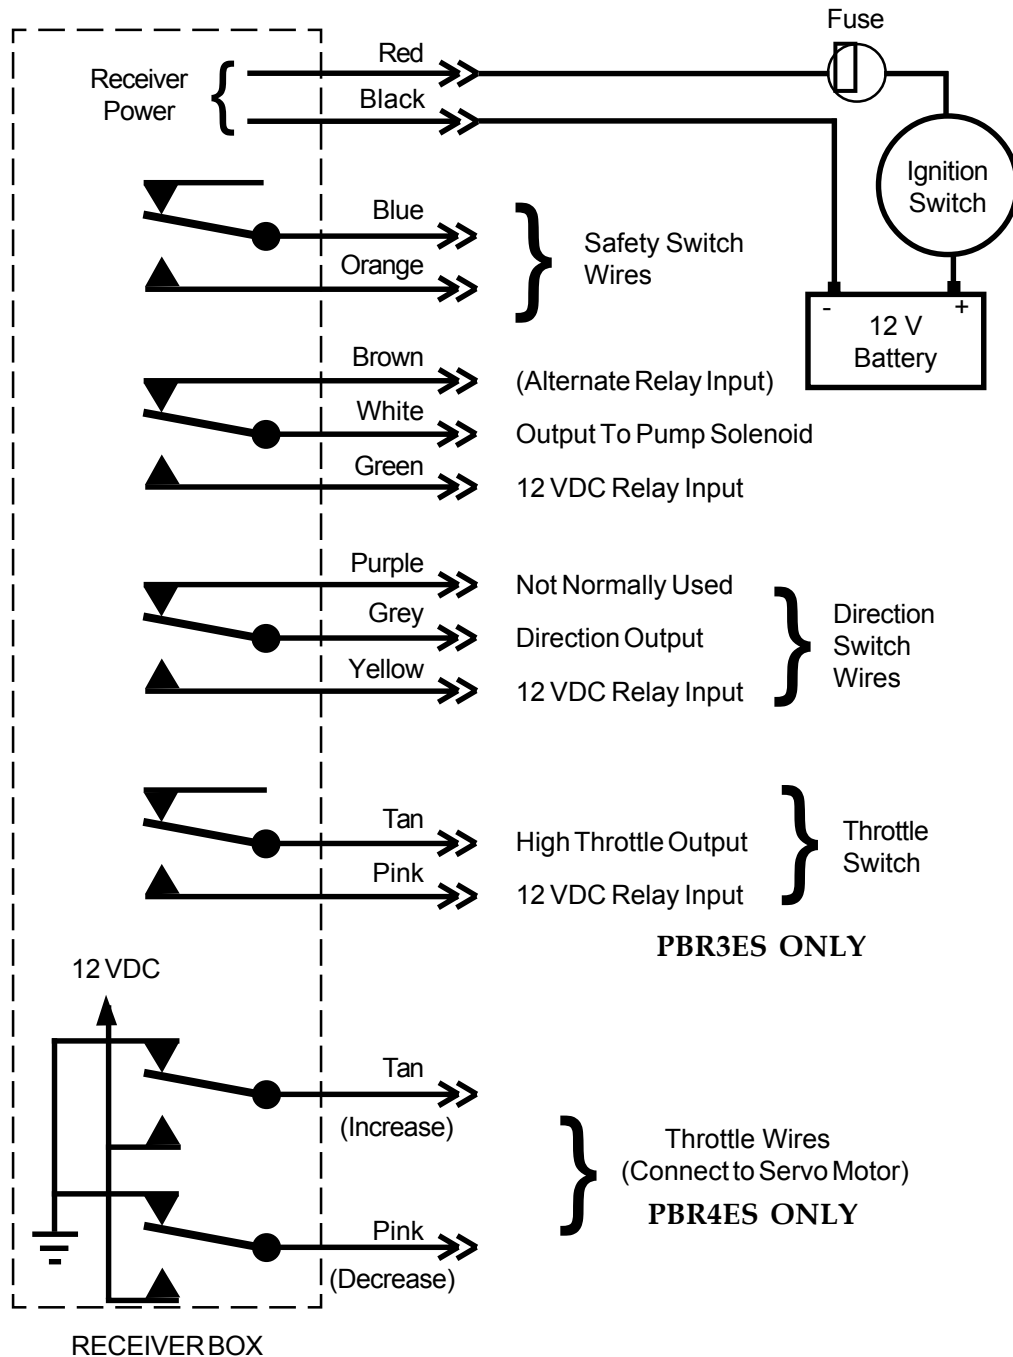 Fuse
Red
Receiver
Power
Black
Ignition
Switch
Blue
Safety Switch
Wires
Orange
- +
12 V
Battery
Brown
(Alternate Relay Input)
White
Output To Pump Solenoid
Green
12 VDC Relay Input
Purple
Not Normally Used
Grey
Direction Output
Direction
Switch
Wires
Yellow
12 VDC Relay Input
Tan
High Throttle Output
Throttle
Switch
Pink
12 VDC Relay Input
PBR3ES ONLY
12 VDC
Tan
(Increase)
Throttle Wires
(Connect to Servo Motor)
PBR4ES ONLY
Pink
(Decrease)
RECEIVER BOX